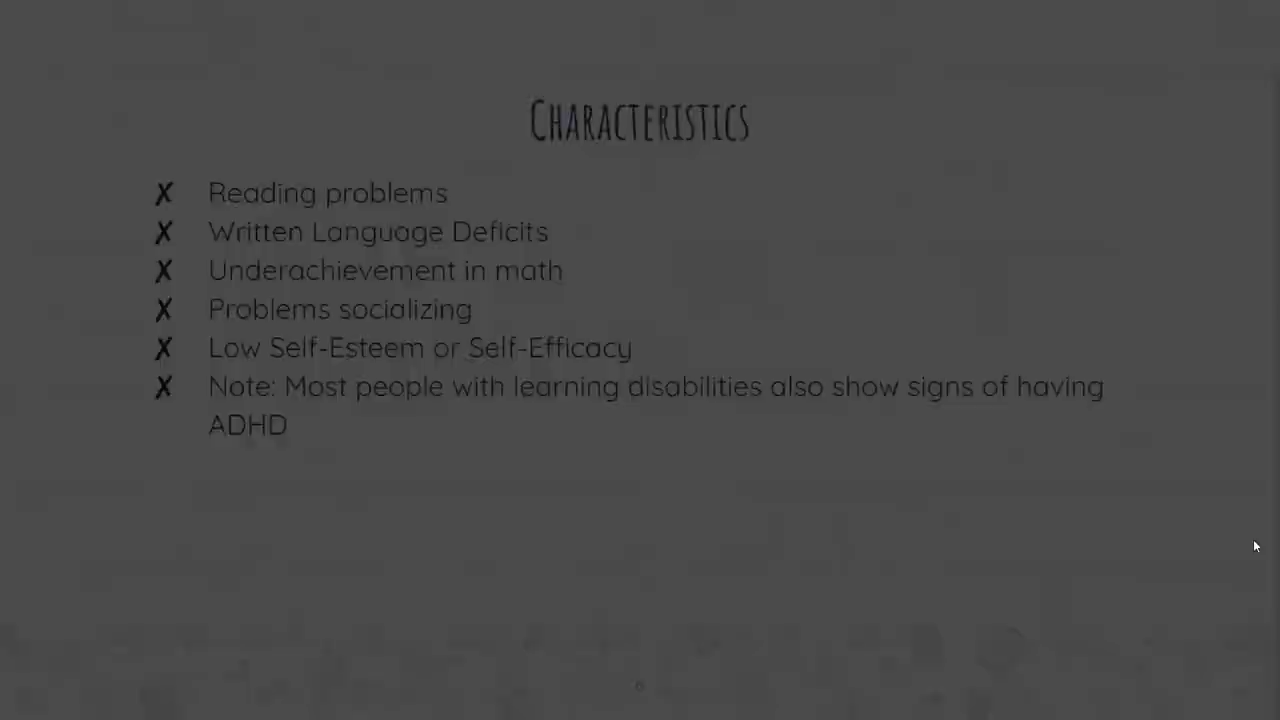 Characteristics
✗ Reading problems
✗ Written Language Deficits
✗ Underachievement in math
✗ Problems socializing
✗ Low Self-Esteem or Self-Efficacy
✗ Note: Most people with learning disabilities also show signs of having
ADHD